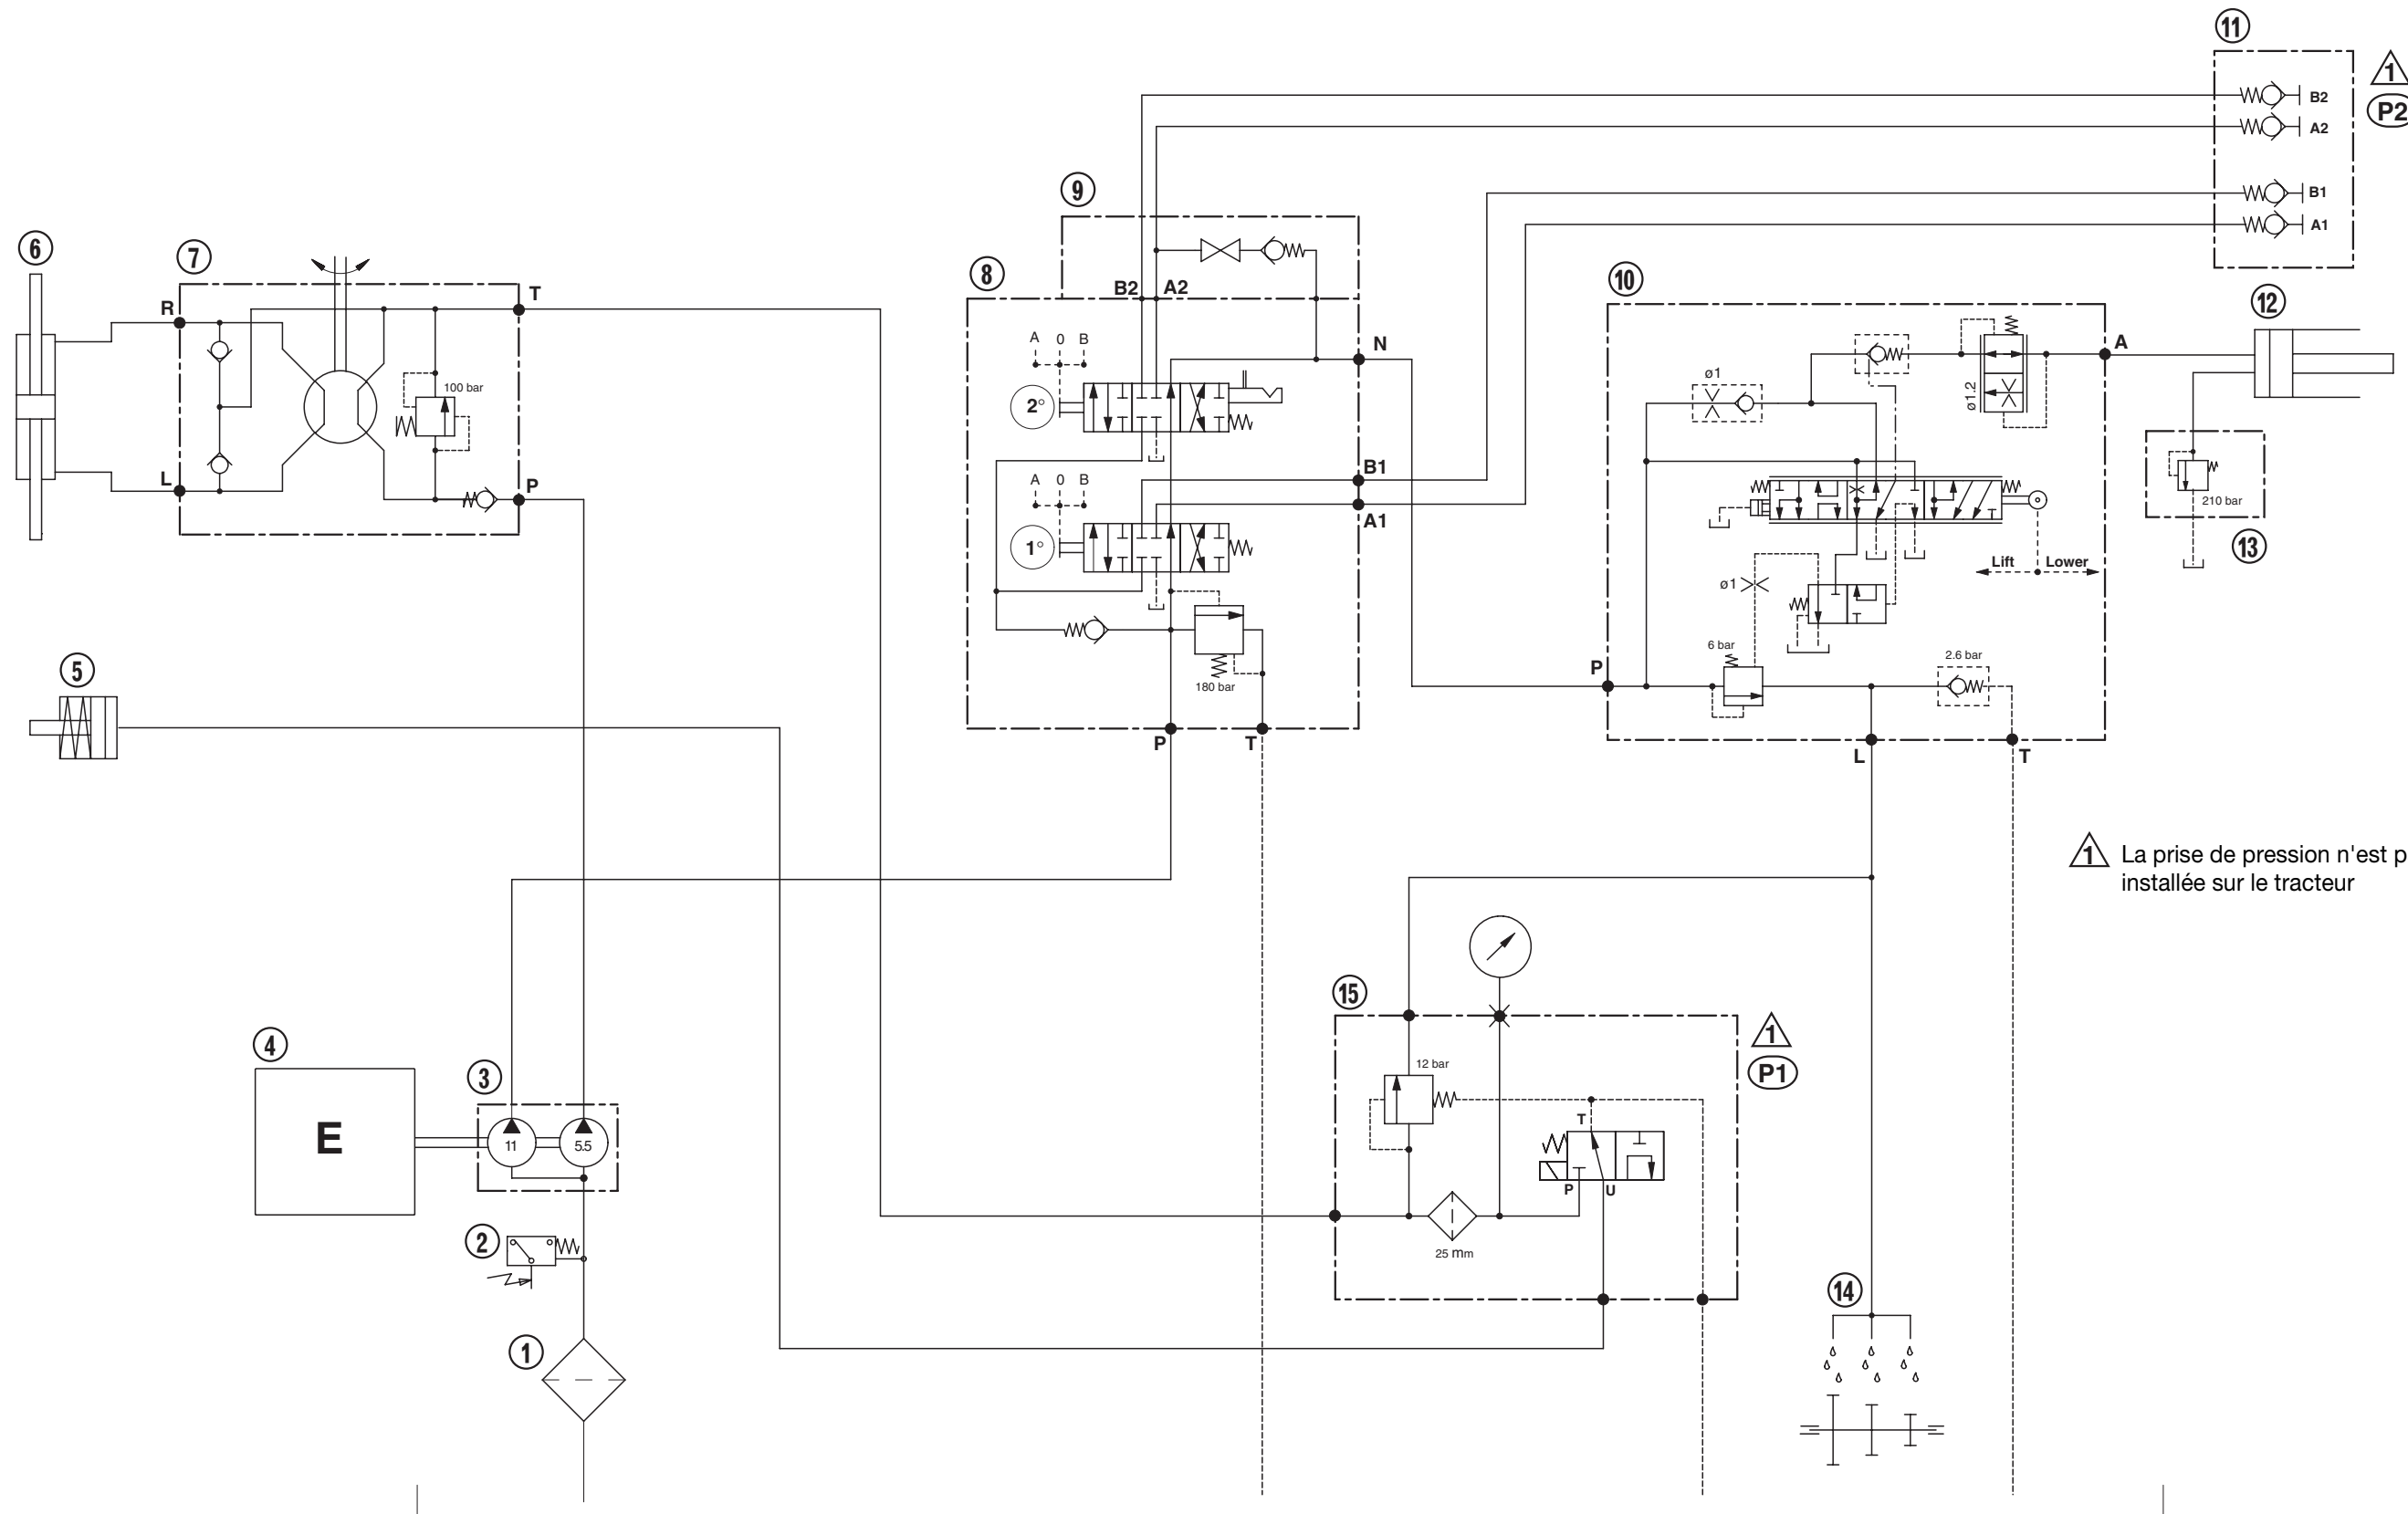 11
1
B2
P2
A2
9
B1
A1
6
7
8
10
12
B2 A2
R
T
A 0 B
N
A
ø1
100 bar
2°
ø1.2
L
P
B1
A 0 B
A1
210 bar
1°
13
Lift Lower
ø1
5
6 bar
2.6 bar
P
180 bar
P
T
L
T
1 La prise de pression n'est p
installée sur le tracteur
15
4
1
3
12 bar
P1
T
E
11
5.5
P U
2
25 mm
14
1